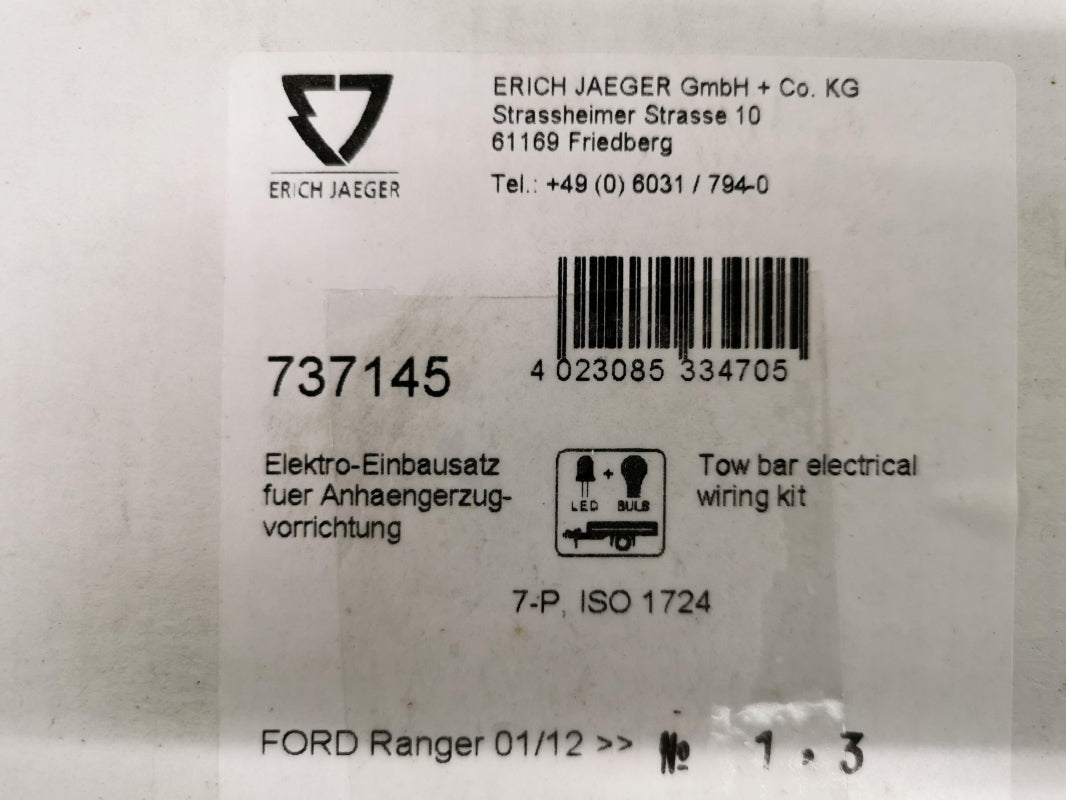 ERICH JAEGER
ERICH JAEGER GmbH + Co. KG
Strassheimer Strasse 10
61169 Friedberg
Tel.: +49 (0) 6031 / 794-0
737145
4 023085 334705
Elektro-Einbausatz
fuer Anhaengerzug-
vorrichtung
LED + BULB
Tow bar electrical
wiring kit
7-P, ISO 1724
FORD Ranger 01/12 >> № 1 . 3